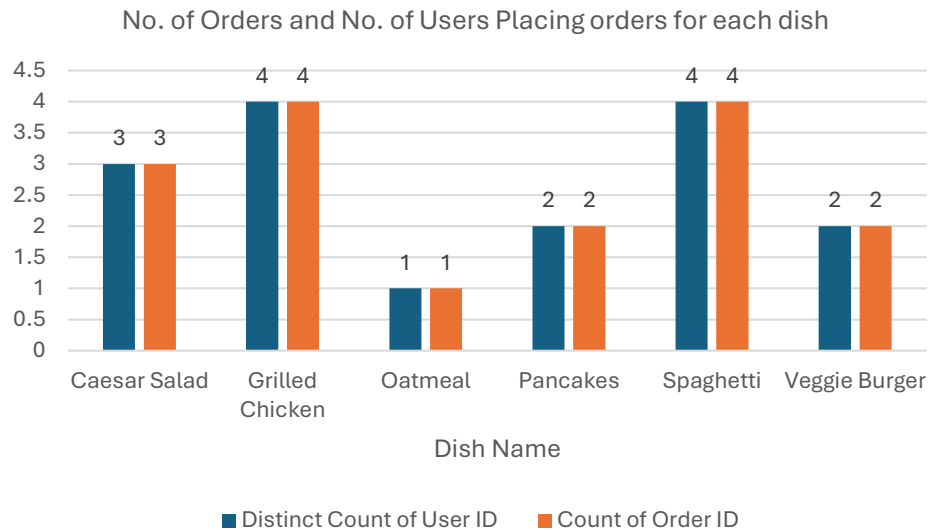 No. of Orders and No. of Users Placing orders for each dish
4.5
4
3.5
3
2.5
2
1.5
1
0.5
0
3 3
4 4
1 1
2 2
4 4
2 2
Caesar Salad
Grilled
Chicken
Oatmeal
Pancakes
Spaghetti
Veggie Burger
Dish Name
Distinct Count of User ID
Count of Order ID